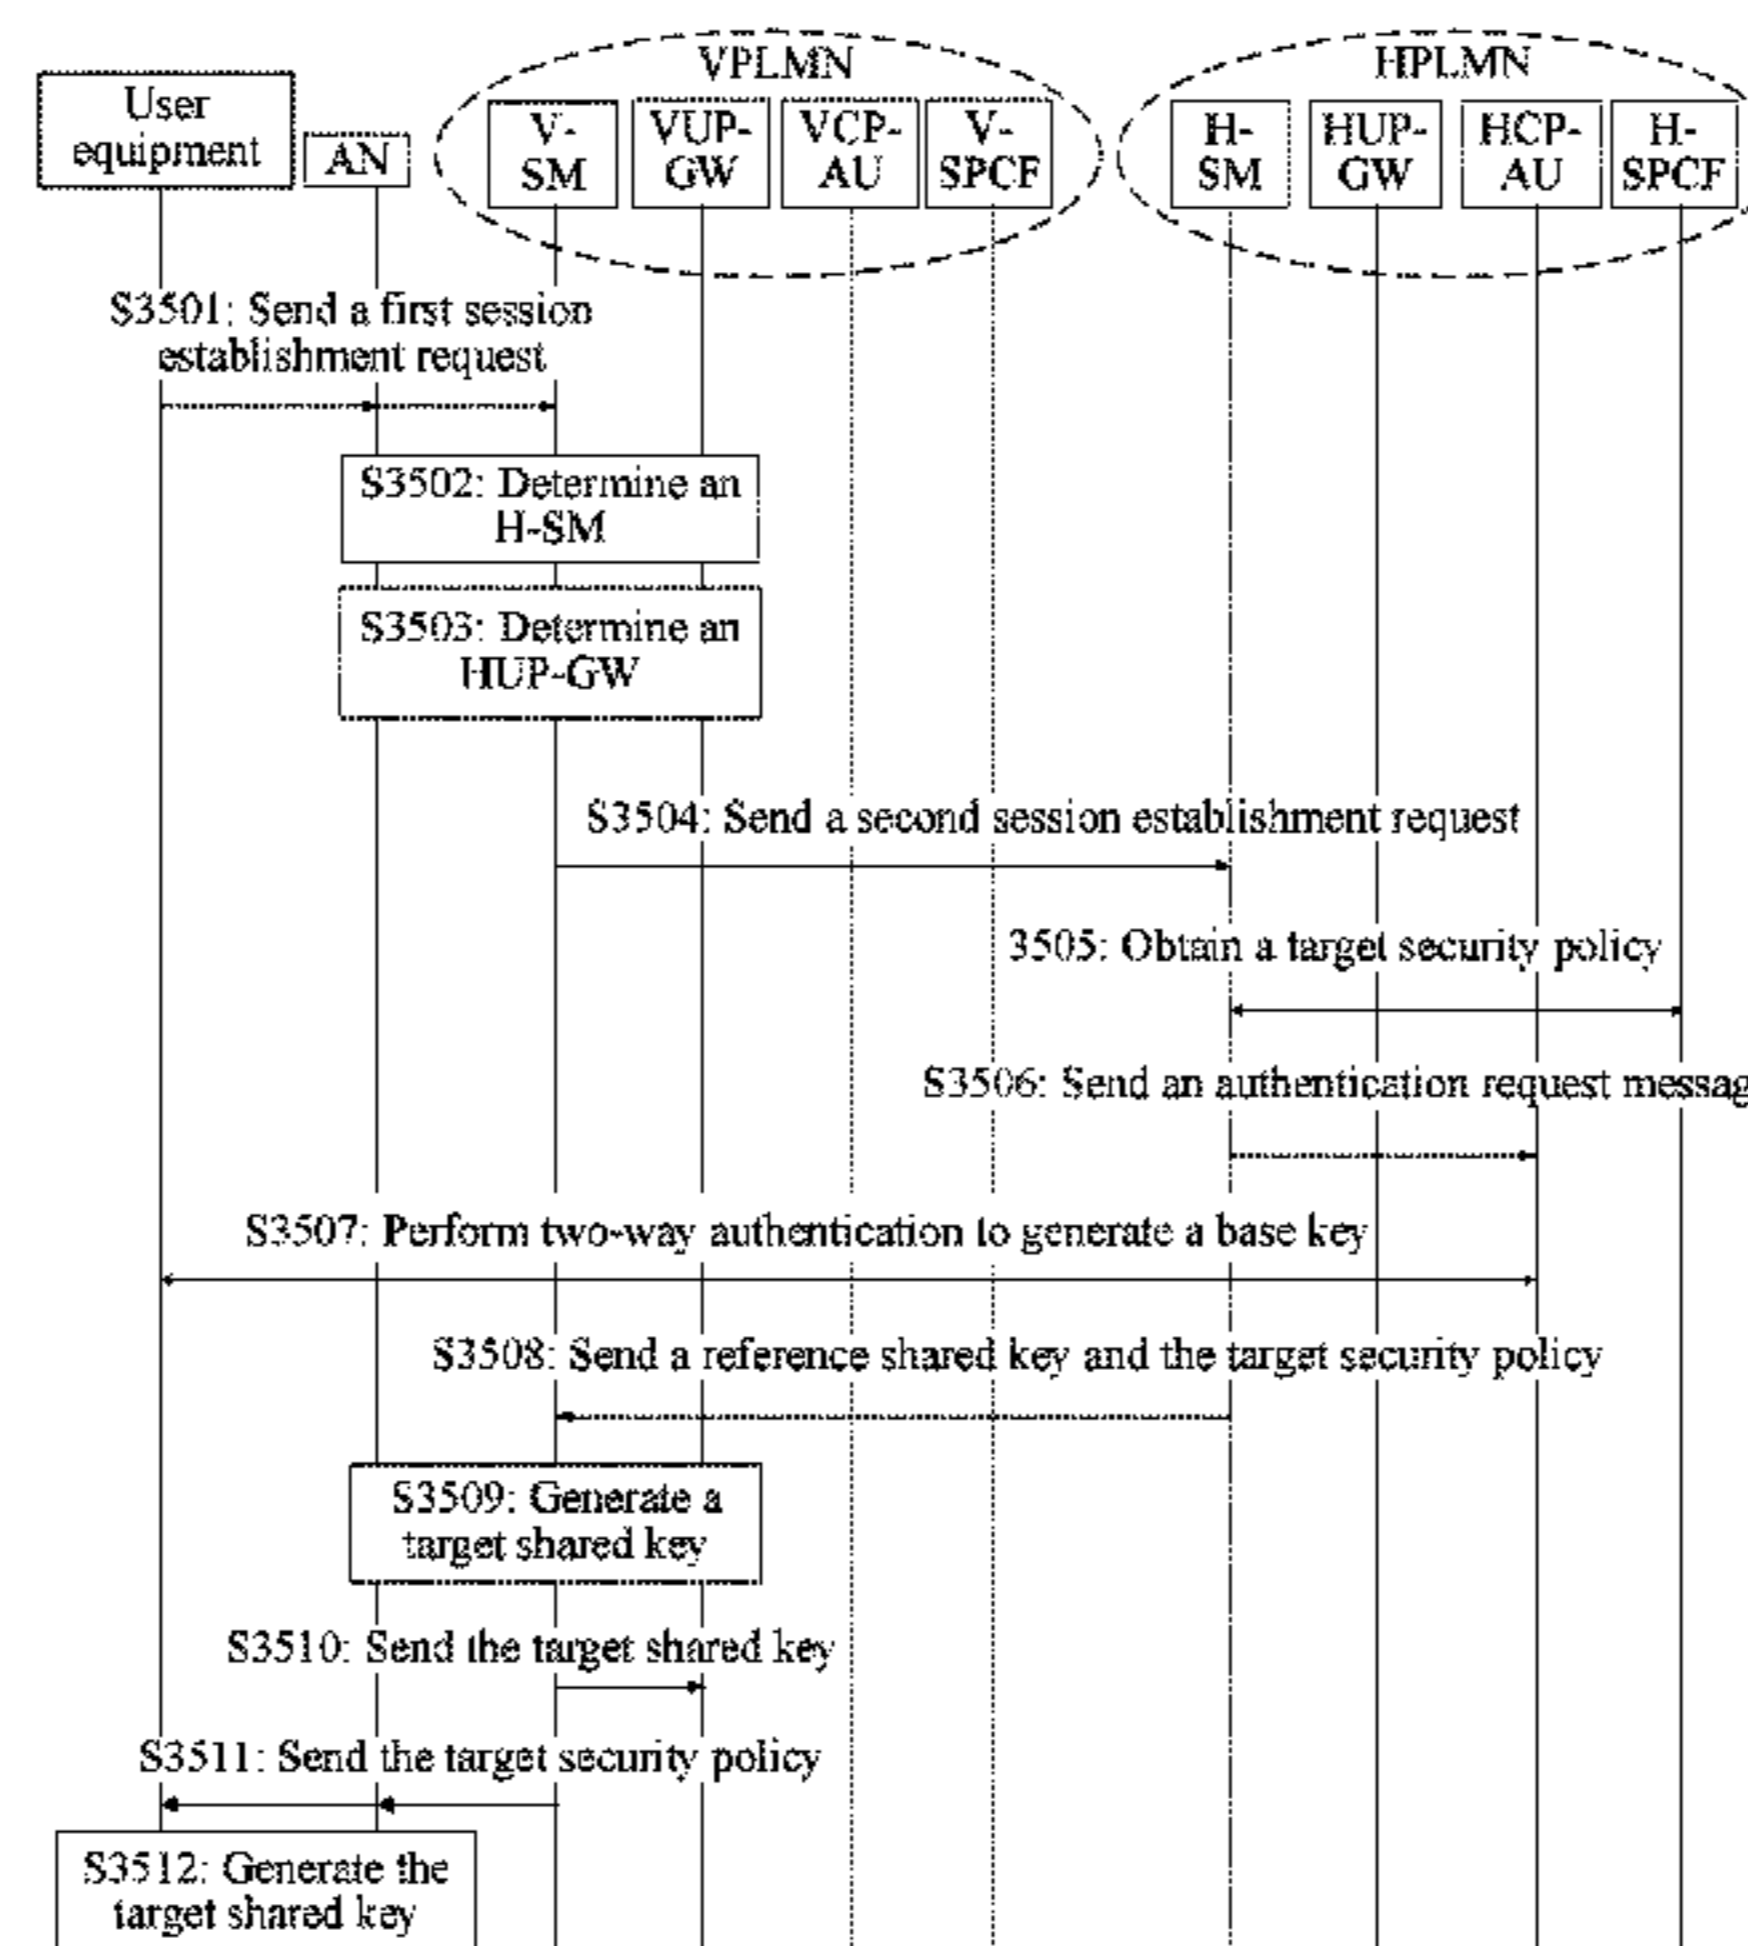 VPLMN
HPLMN
User
equipment
AN
V-
SM
VUP-
GW
VCP-
AU
V-
SPCF
H-
SM
HUP-
GW
HCP-
AU
H-
SPCF
S3501: Send a first session
establishment request
S3502: Determine an
H-SM
S3503: Determine an
HUP-GW
S3504: Send a second session establishment request
3505: Obtain a target security policy
S3506: Send an authentication request messag
S3507: Perform two-way authentication to generate a base key
S3508: Send a reference shared key and the target security policy
S3509: Generate a
target shared key
S3510: Send the target shared key
S3511: Send the target security policy
S3512: Generate the
target shared key